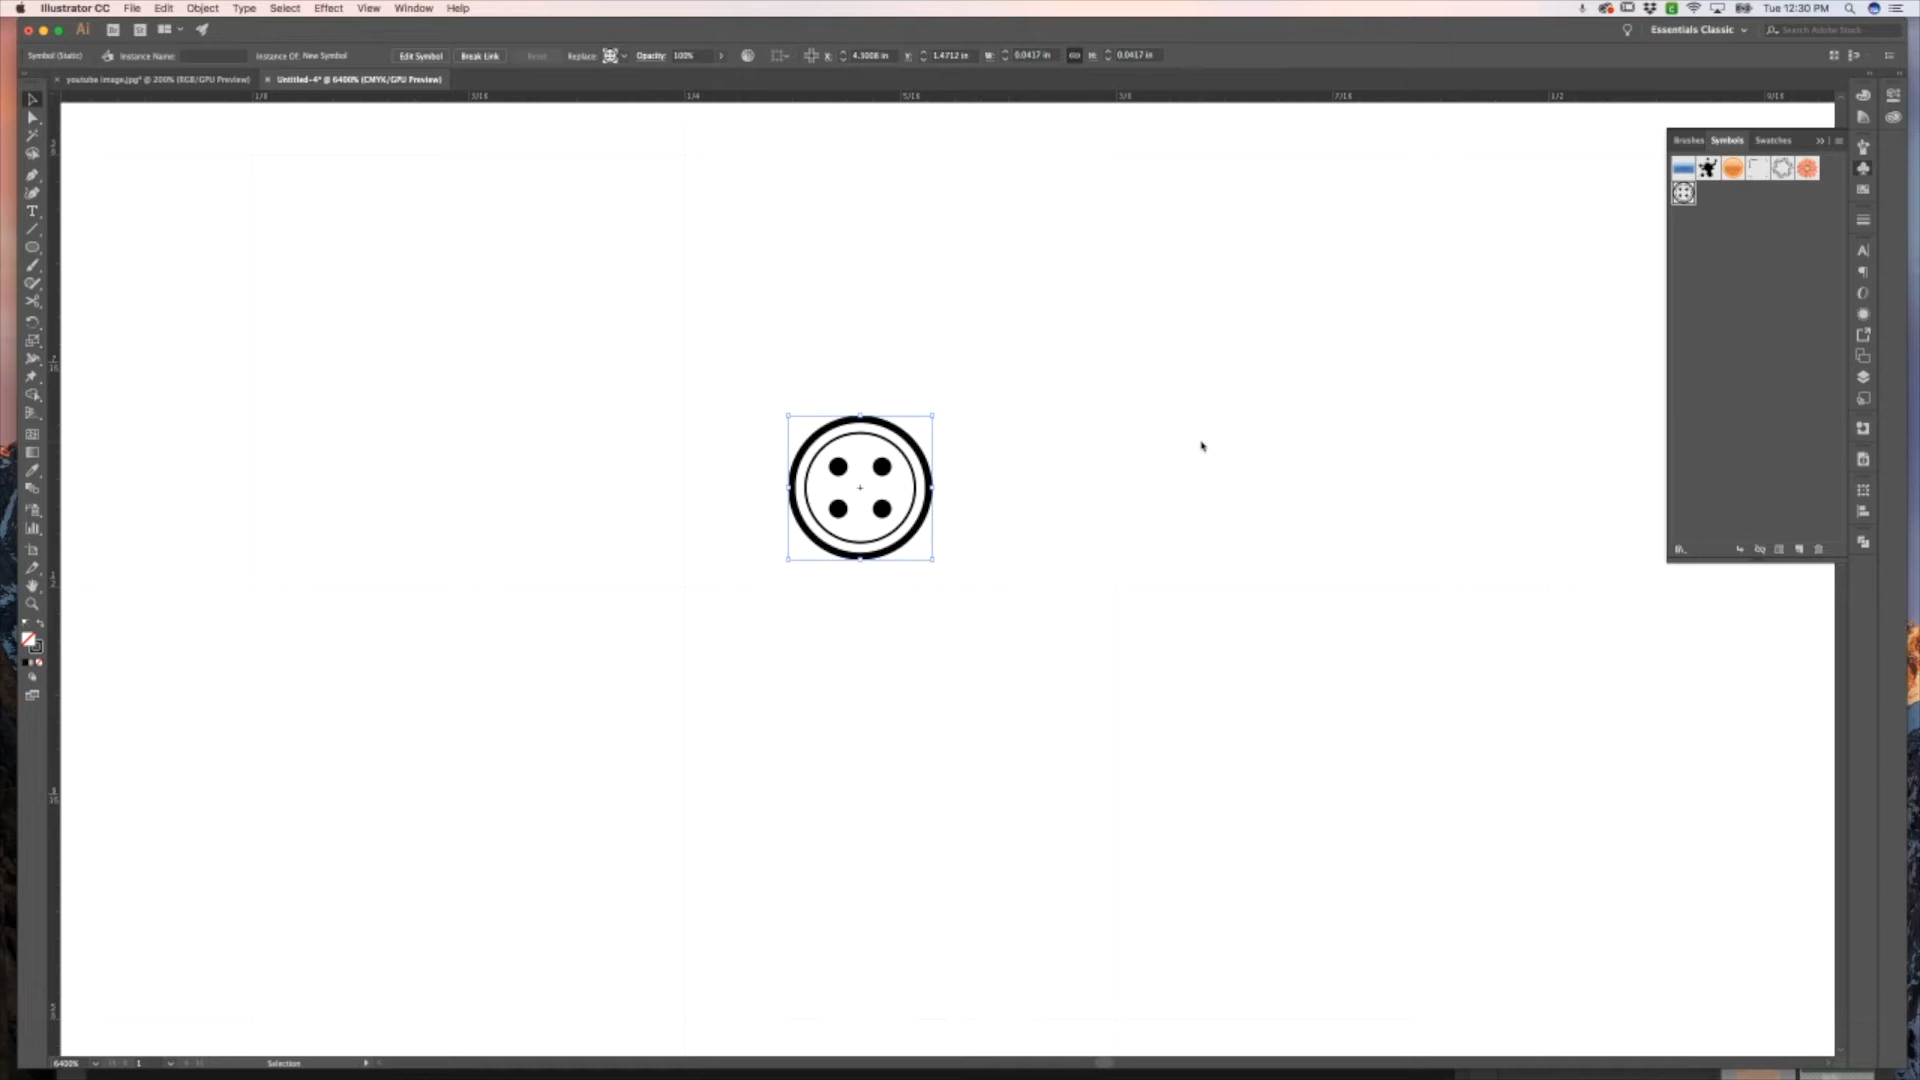 Illustrator CC File Edit Object Type Select Effect View Window Help Tue 12:30 PM
Ai Br St Essentials Classic Search Adobe Stock
Symbol (Static) Instance Name: Instance Of: New Symbol Edit Symbol Break Link Reset Replace: Opacity: 100% X: 4.3008 in Y: 1.4712 in W: 0.0417 in H: 0.0417 in
youtube image.jpg* @ 200% (RGB/GPU Preview) Untitled-4* @ 6400% (CMYK/GPU Preview)
1/8 3/16 1/4 5/16 3/8 7/16 1/2 9/16
Brushes Symbols Swatches
6400% 1 Selection